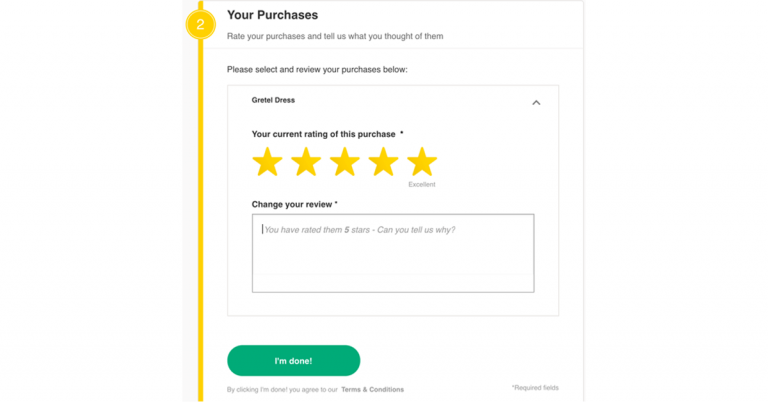 2
Your Purchases
Rate your purchases and tell us what you thought of them
Please select and review your purchases below:
Gretel Dress
Your current rating of this purchase *
Excellent
Change your review *
You have rated them 5 stars - Can you tell us why?
I'm done!
By clicking I'm done! you agree to our Terms & Conditions
*Required fields